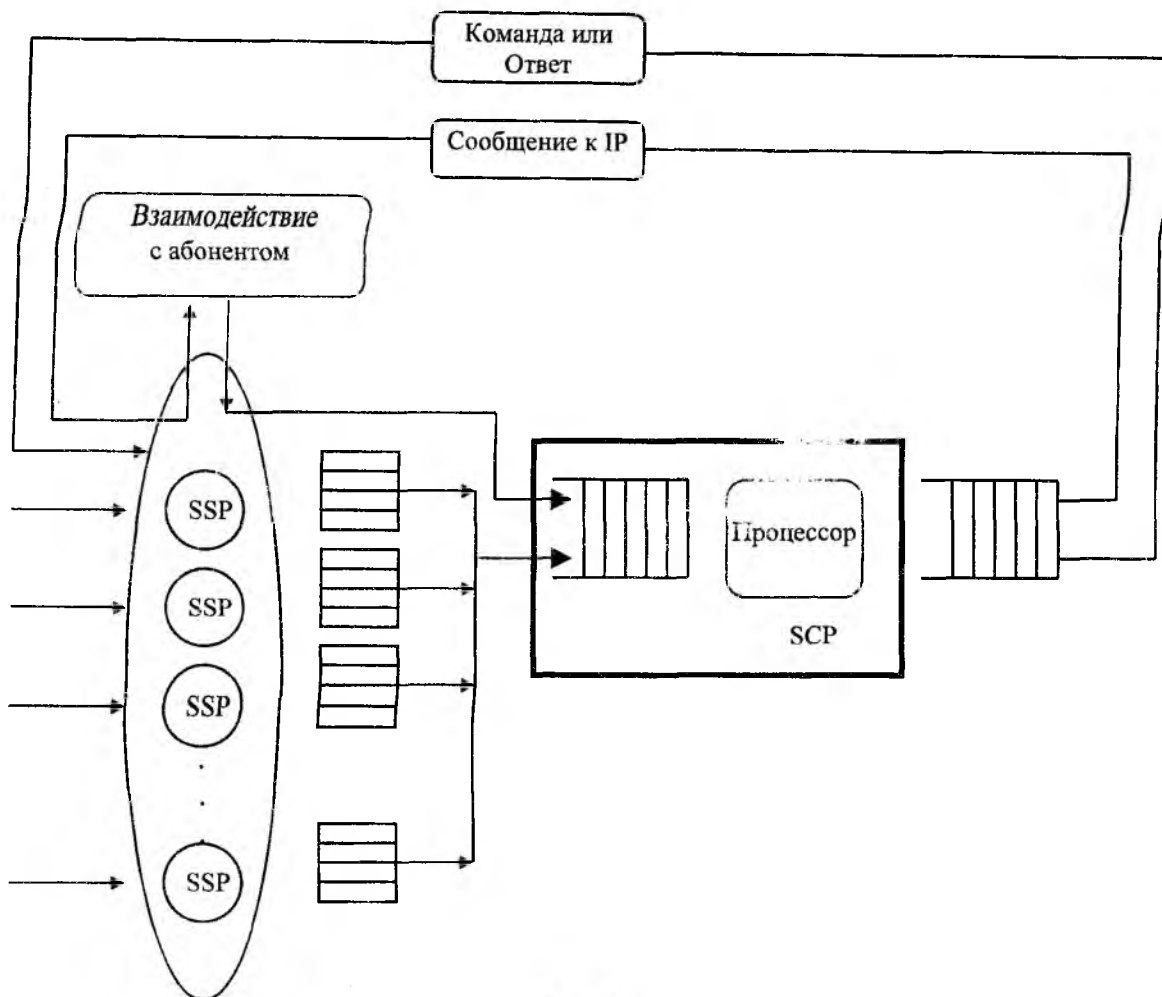 Команда или
Ответ
Сообщение к IP
Взаимодействие
с абонентом
SSP
Процессор
SSP
SCP
SSP
SSP